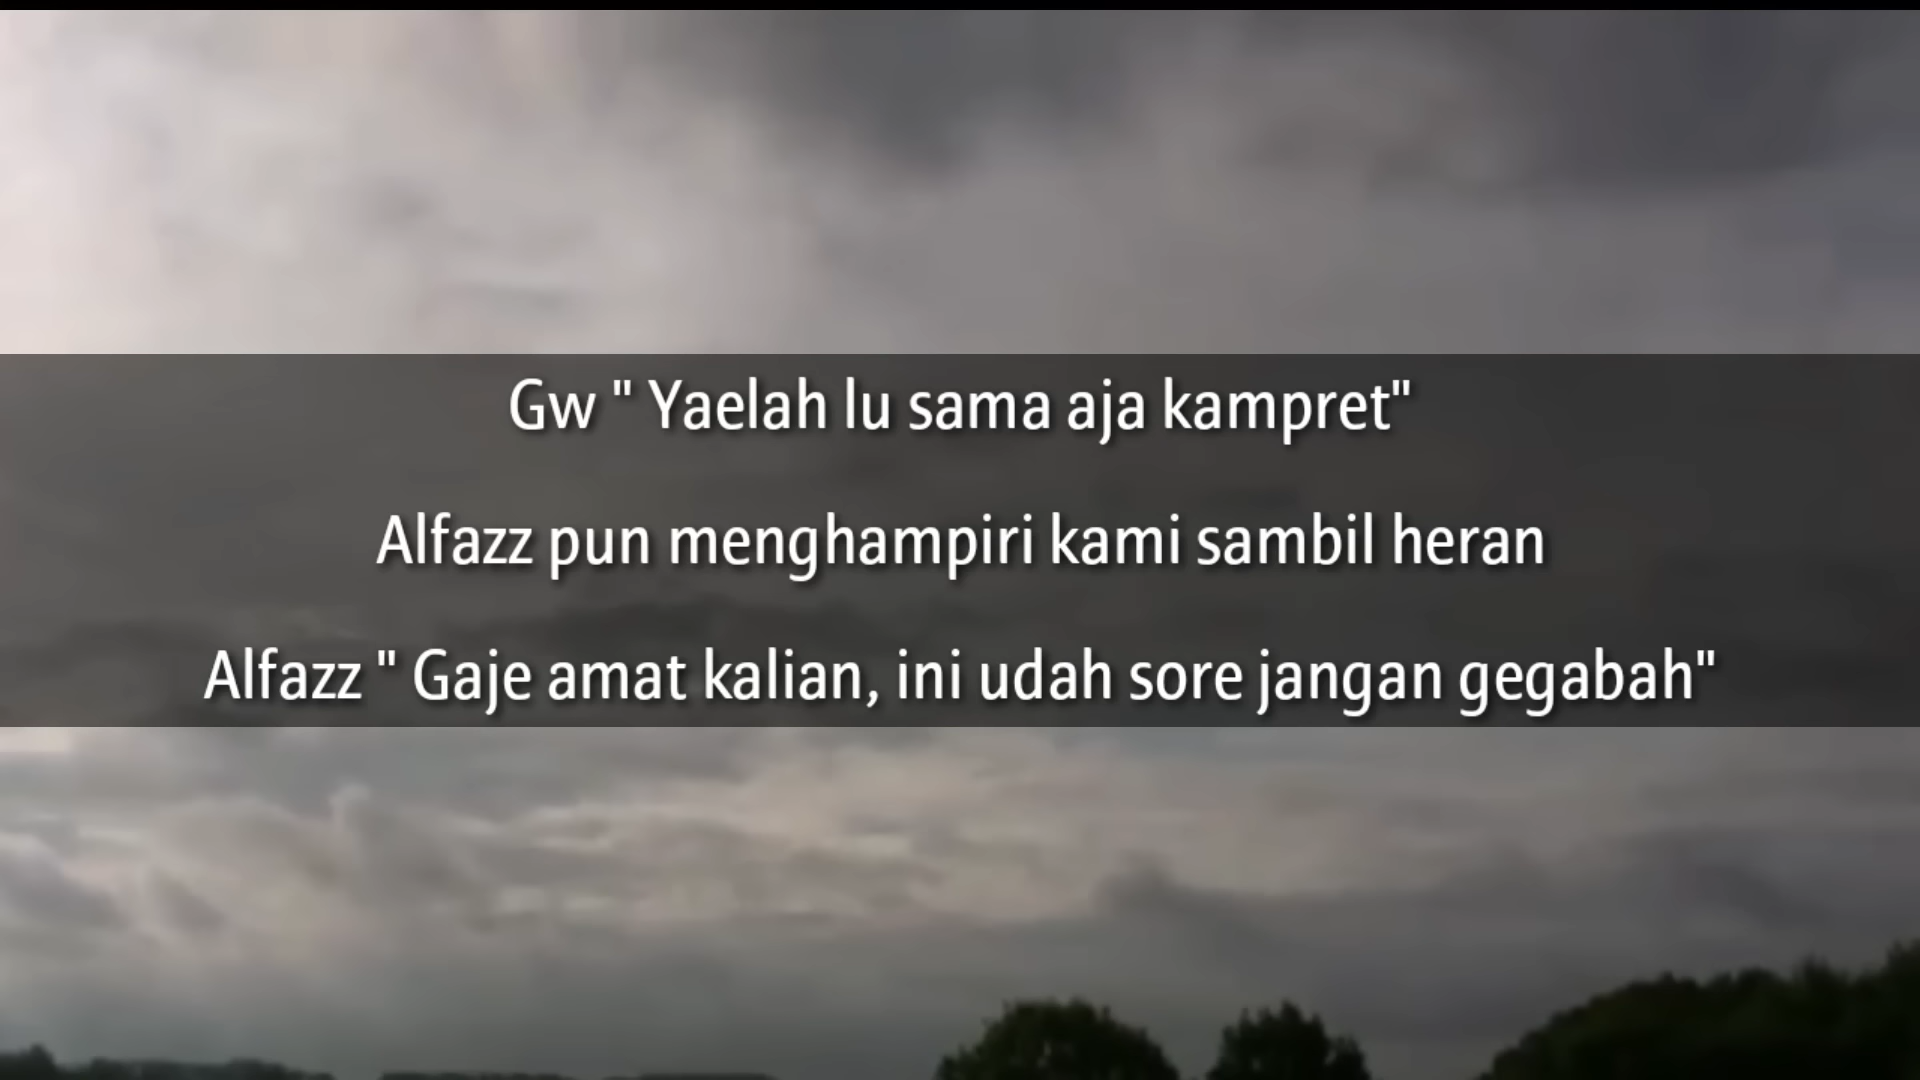 Gw " Yaelah lu sama aja kampret"
Alfazz pun menghampiri kami sambil heran
Alfazz " Gaje amat kalian, ini udah sore jangan gegabah"